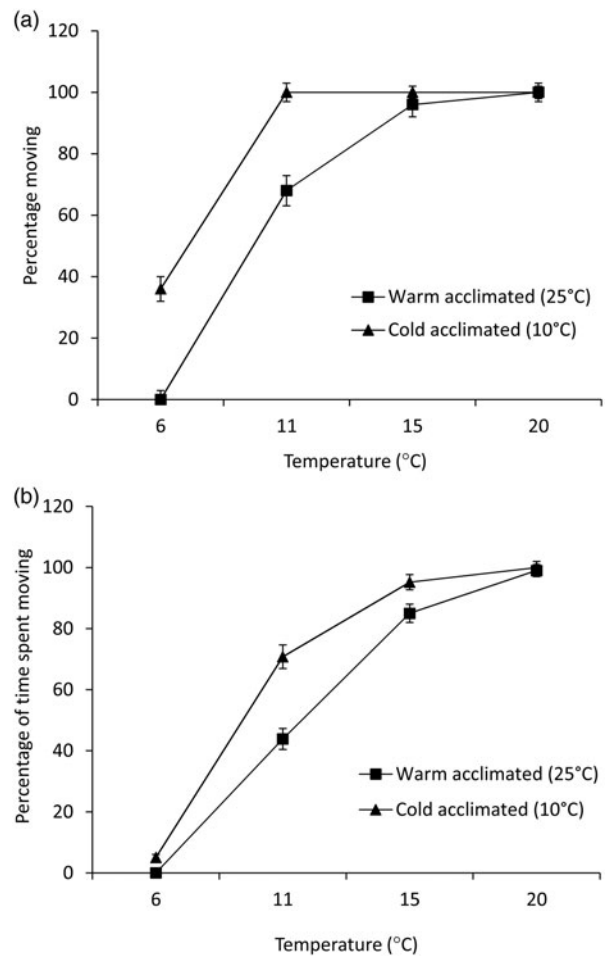 (a)
120
100
80
60
40
20
0
Percentage moving
Warm acclimated (25°C)
Cold acclimated (10°C)
6 11 15 20
Temperature (°C)
(b)
120
100
80
60
40
20
0
Percentage of time spent moving
Warm acclimated (25°C)
Cold acclimated (10°C)
6 11 15 20
Temperature (°C)